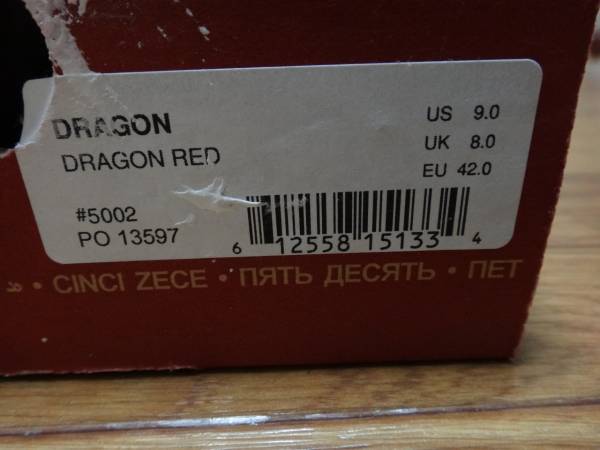 DRAGON
DRAGON RED
#5002
PO 13597
US 9.0
UK 8.0
EU 42.0
6 12558 15133 4
• CINCI ZECE • ПЯТЬ ДЕСЯТЬ • ПЕТ